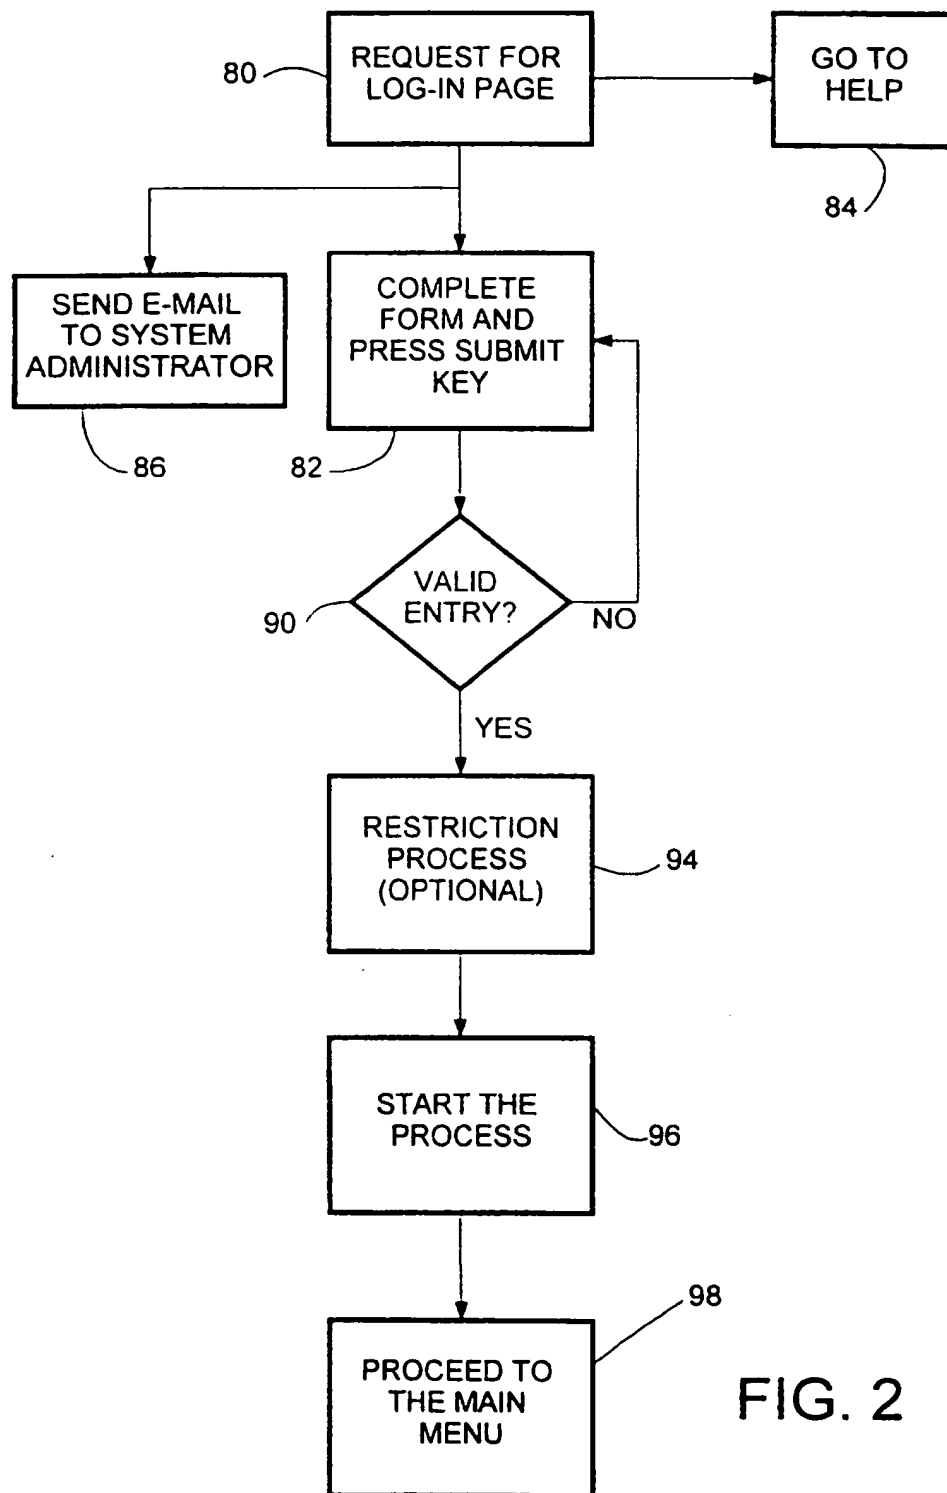 80
REQUEST FOR
LOG-IN PAGE
GO TO
HELP
84
SEND E-MAIL
TO SYSTEM
ADMINISTRATOR
86
COMPLETE
FORM AND
PRESS SUBMIT
KEY
82
VALID
ENTRY?
90
NO
YES
RESTRICTION
PROCESS
(OPTIONAL)
94
START THE
PROCESS
96
98
PROCEED TO
THE MAIN
MENU
FIG. 2